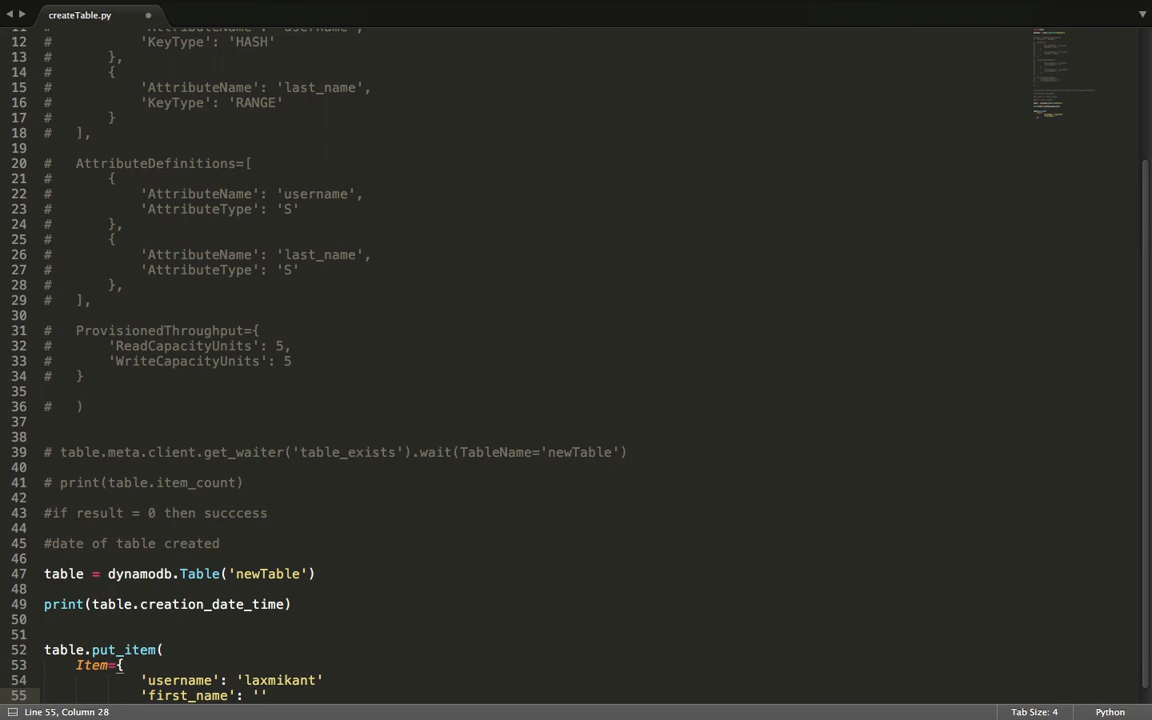 createTable.py
11 # 'AttributeName': 'username',
12 # 'KeyType': 'HASH'
13 # },
14 # {
15 # 'AttributeName': 'last_name',
16 # 'KeyType': 'RANGE'
17 # }
18 # ],
19
20 # AttributeDefinitions=[
21 # {
22 # 'AttributeName': 'username',
23 # 'AttributeType': 'S'
24 # },
25 # {
26 # 'AttributeName': 'last_name',
27 # 'AttributeType': 'S'
28 # },
29 # ],
30
31 # ProvisionedThroughput={
32 # 'ReadCapacityUnits': 5,
33 # 'WriteCapacityUnits': 5
34 # }
35
36 # )
37
38
39 # table.meta.client.get_waiter('table_exists').wait(TableName='newTable')
40
41 # print(table.item_count)
42
43 #if result = 0 then succcess
44
45 #date of table created
46
47 table = dynamodb.Table('newTable')
48
49 print(table.creation_date_time)
50
51
52 table.put_item(
53 Item={
54 'username': 'laxmikant'
55 'first_name': ''
Line 55, Column 28
Tab Size: 4
Python